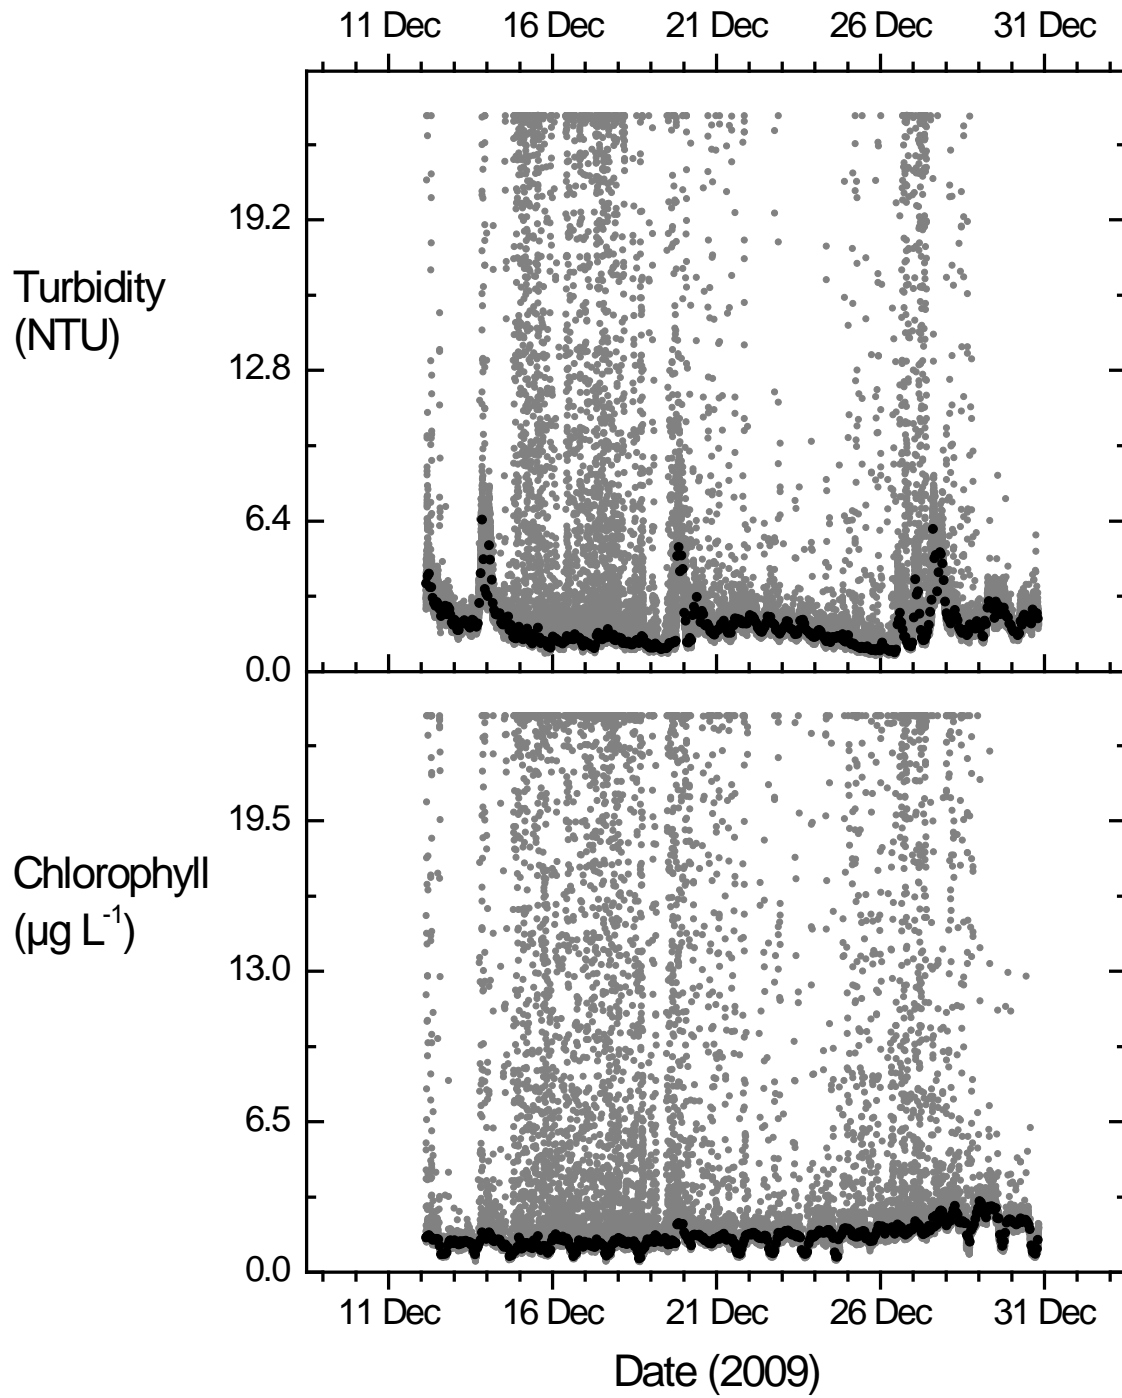 11 Dec 16 Dec 21 Dec 26 Dec 31 Dec
19.2
Turbidity
(NTU)
12.8
6.4
0.0
19.5
Chlorophyll
(µg L-1)
13.0
6.5
0.0
11 Dec 16 Dec 21 Dec 26 Dec 31 Dec
Date (2009)